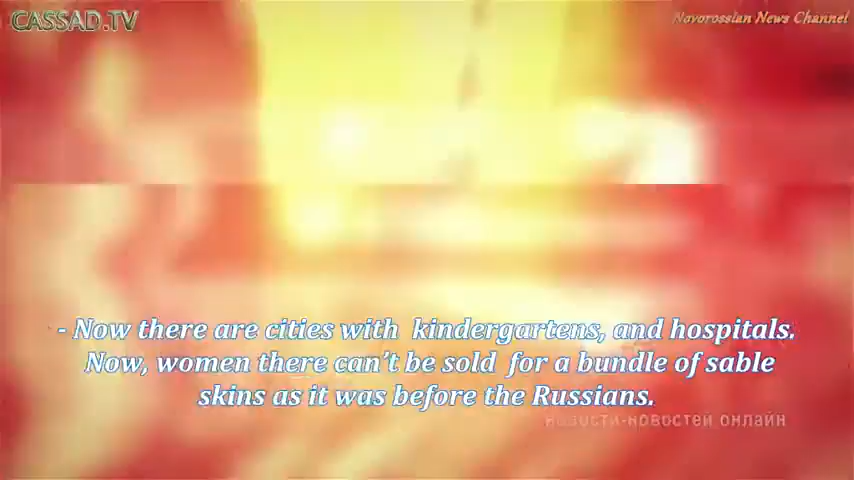 CASSAD.TV
Novorossian News Channel
- Now there are cities with kindergartens, and hospitals.
Now, women there can't be sold for a bundle of sable
skins as it was before the Russians.
новости-новостей онлайн